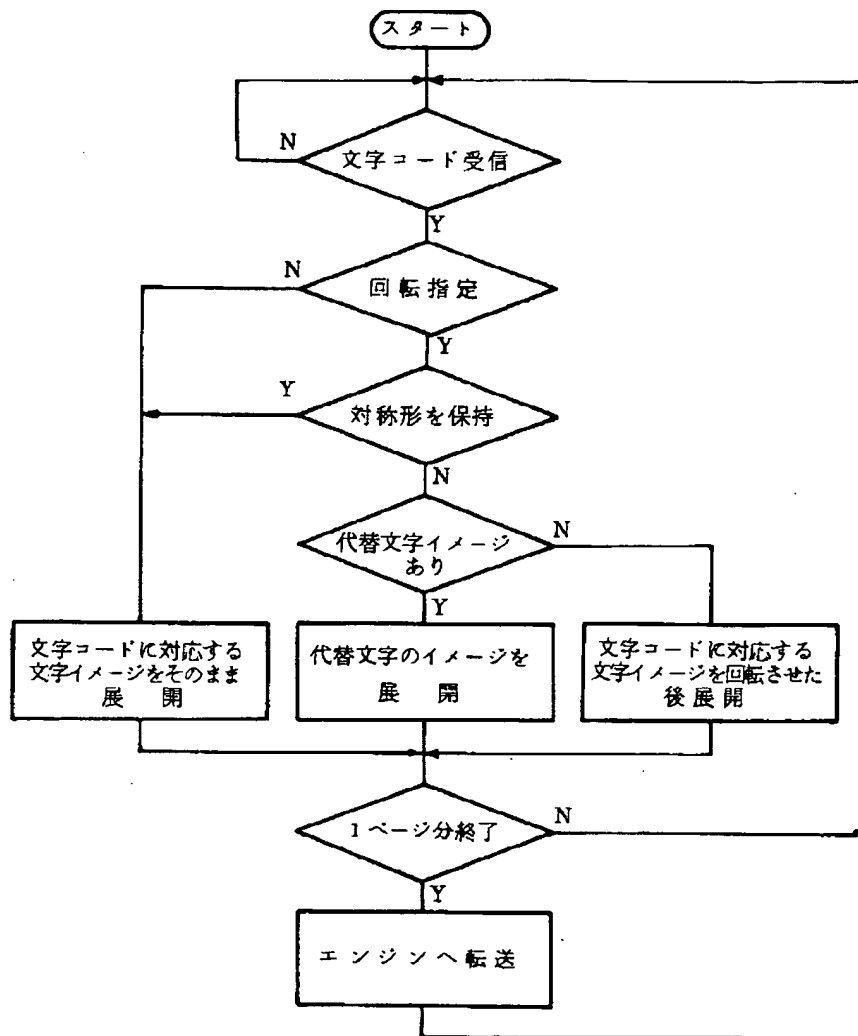 スタート
N
文字コード受信
Y
N
回転指定
Y
Y
対称形を保持
N
代替文字イメージ
あり
N
Y
文字コードに対応する
文字イメージをそのまま
展開
代替文字のイメージを
展開
文字コードに対応する
文字イメージを回転させた
後展開
1ページ分終了
N
Y
エンジンへ転送